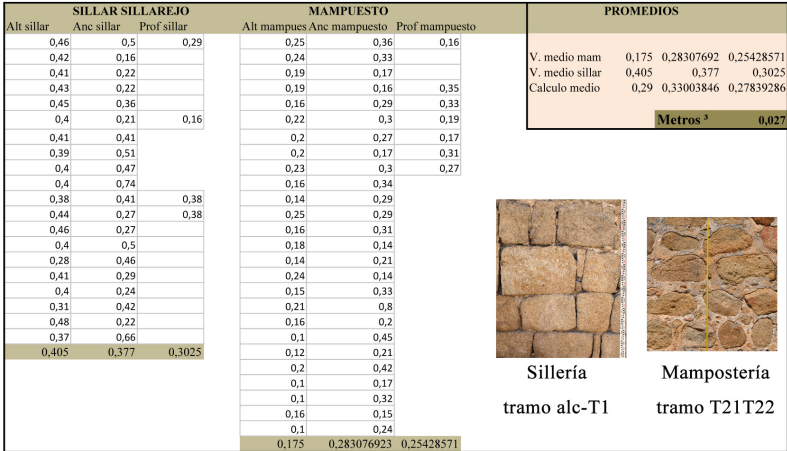 SILLAR SILLAREJO MAMPUESTO PROMEDIOS
Alt sillar Anc sillar Prof sillar Alt mampues Anc mampuesto Prof mampuesto
0,46 0,5 0,29 0,25 0,36 0,16
0,42 0,16 0,24 0,33 V. medio mam 0,175 0,28307692 0,25428571
0,41 0,22 0,19 0,17 V. medio sillar 0,405 0,377 0,3025
0,43 0,22 0,19 0,16 0,35 Calculo medio 0,29 0,33003846 0,27839286
0,45 0,36 0,16 0,29 0,33
0,4 0,21 0,16 0,22 0,3 0,19 Metros ³ 0,027
0,41 0,41 0,2 0,27 0,17
0,39 0,51 0,2 0,17 0,31
0,4 0,47 0,23 0,3 0,27
0,4 0,74 0,16 0,34
0,38 0,41 0,38 0,14 0,29
0,44 0,27 0,38 0,25 0,29
0,46 0,27 0,16 0,31
0,4 0,5 0,18 0,14
0,28 0,46 0,14 0,21
0,41 0,29 0,24 0,14
0,4 0,24 0,15 0,33
0,31 0,42 0,21 0,8
0,48 0,22 0,16 0,2
0,37 0,66 0,1 0,45
0,405 0,377 0,3025 0,12 0,21
0,2 0,42
0,1 0,17
0,1 0,32
0,16 0,15
0,1 0,24
0,175 0,283076923 0,25428571
Sillería Mampostería
tramo alc-T1 tramo T21T22